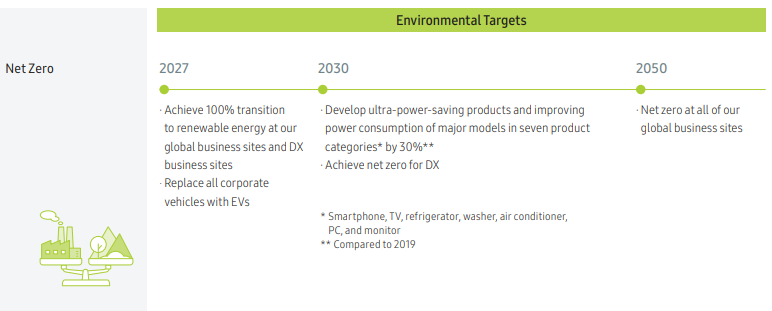 Environmental Targets
Net Zero
2027
· Achieve 100% transition
to renewable energy at our
global business sites and DX
business sites
· Replace all corporate
vehicles with EVs
2030
· Develop ultra-power-saving products and improving
power consumption of major models in seven product
categories* by 30%**
· Achieve net zero for DX
* Smartphone, TV, refrigerator, washer, air conditioner,
PC, and monitor
** Compared to 2019
2050
· Net zero at all of our
global business sites